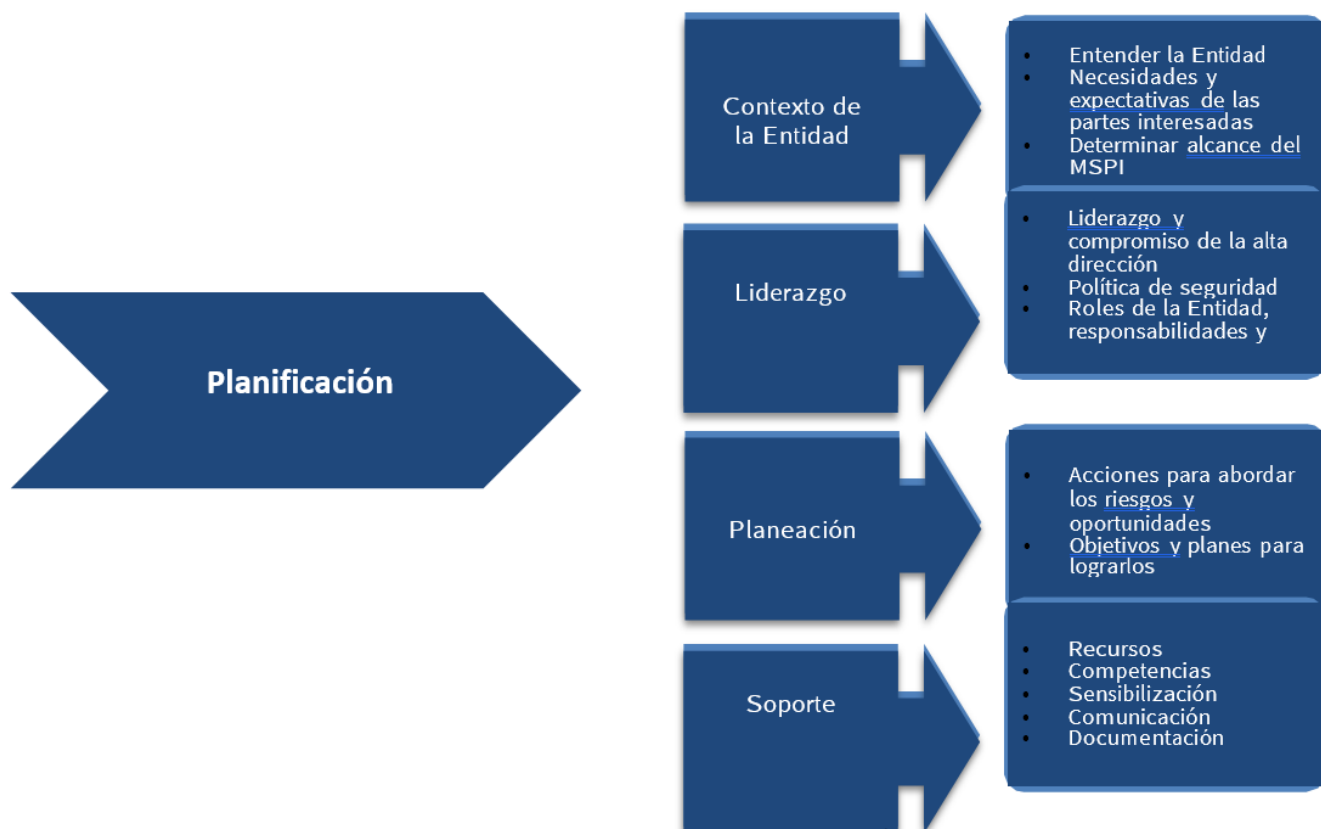 Planificación
Contexto de
la Entidad
• Entender la Entidad
• Necesidades y
expectativas de las
partes interesadas
• Determinar alcance del
MSPI
Liderazgo
• Liderazgo y
compromiso de la alta
dirección
• Política de seguridad
• Roles de la Entidad,
responsabilidades y
Planeación
• Acciones para abordar
los riesgos y
oportunidades
• Objetivos y planes para
lograrlos
Soporte
• Recursos
• Competencias
• Sensibilización
• Comunicación
• Documentación